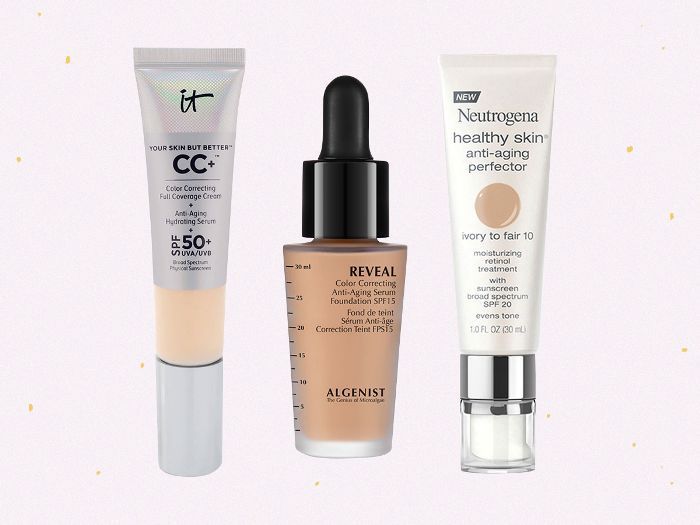 it
YOUR SKIN BUT BETTER™
CC+™
Color Correcting
Full Coverage Cream
+
Anti-Aging
Hydrating Serum
+
SPF 50+
UVA/UVB
Broad Spectrum
Physical Sunscreen
30 ml
25
20
15
10
5
REVEAL
Color Correcting
Anti-Aging Serum
Foundation SPF15
Fond de teint
Sérum Anti-âge
Correction Teint FPS15
ALGENIST
The Genius of Microalgae
NEW
Neutrogena
healthy skin®
anti-aging
perfector
ivory to fair 10
moisturizing
retinol
treatment
with
sunscreen
broad spectrum
SPF 20
evens tone
1.0 FL OZ (30 mL)